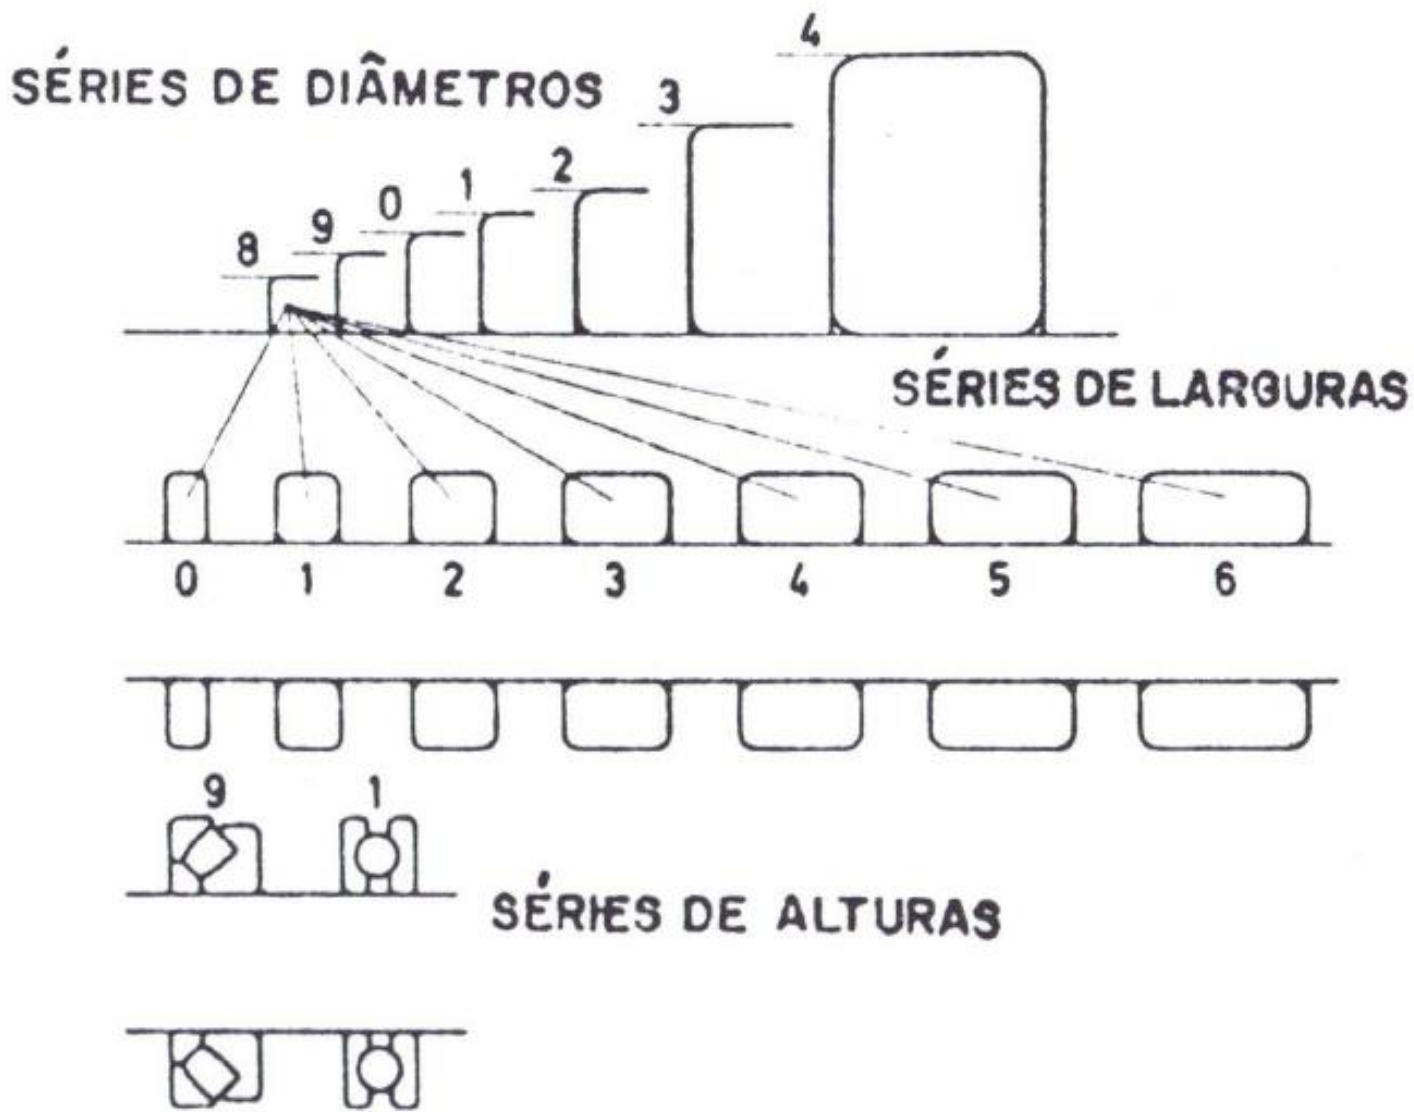 SÉRIES DE DIÂMETROS
8 9 0 1 2 3 4
SÉRIES DE LARGURAS
0 1 2 3 4 5 6
9 1
SÉRIES DE ALTURAS